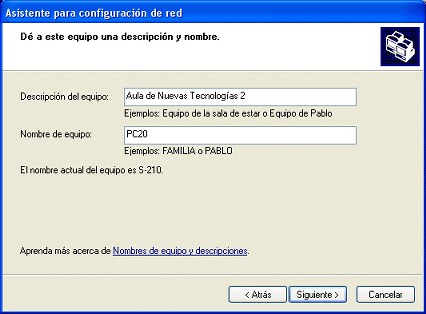 Asistente para configuración de red
Dé a este equipo una descripción y nombre.
Descripción del equipo:
Aula de Nuevas Tecnologías 2
Ejemplos: Equipo de la sala de estar o Equipo de Pablo
Nombre de equipo:
PC20
Ejemplos: FAMILIA o PABLO
El nombre actual del equipo es S-210.
Aprenda más acerca de Nombres de equipo y descripciones.
< Atrás
Siguiente >
Cancelar